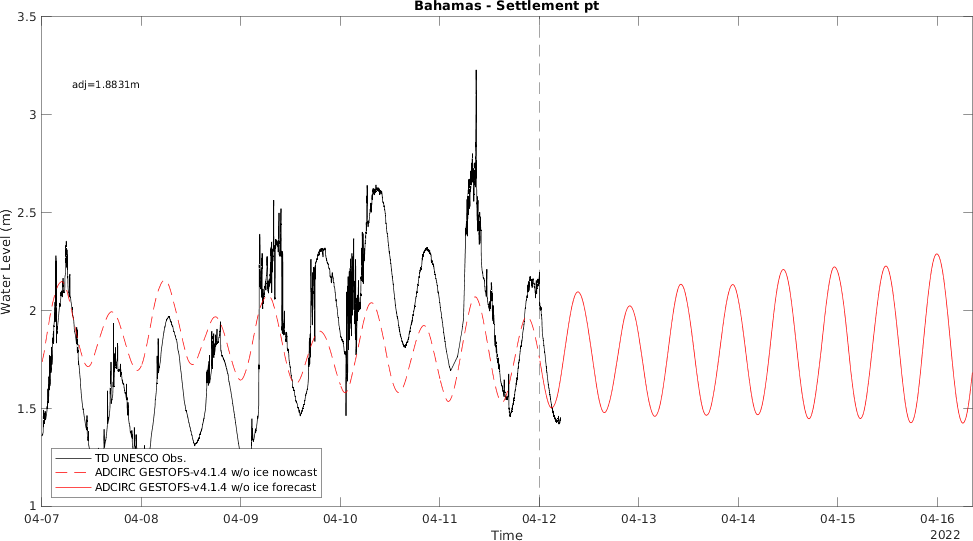 Bahamas - Settlement pt
adj=1.8831m
Water Level (m)
3.5
3
2.5
2
1.5
1
TD UNESCO Obs.
ADCIRC GESTOFS-v4.1.4 w/o ice nowcast
ADCIRC GESTOFS-v4.1.4 w/o ice forecast
04-07 04-08 04-09 04-10 04-11 04-12 04-13 04-14 04-15 04-16
Time
2022